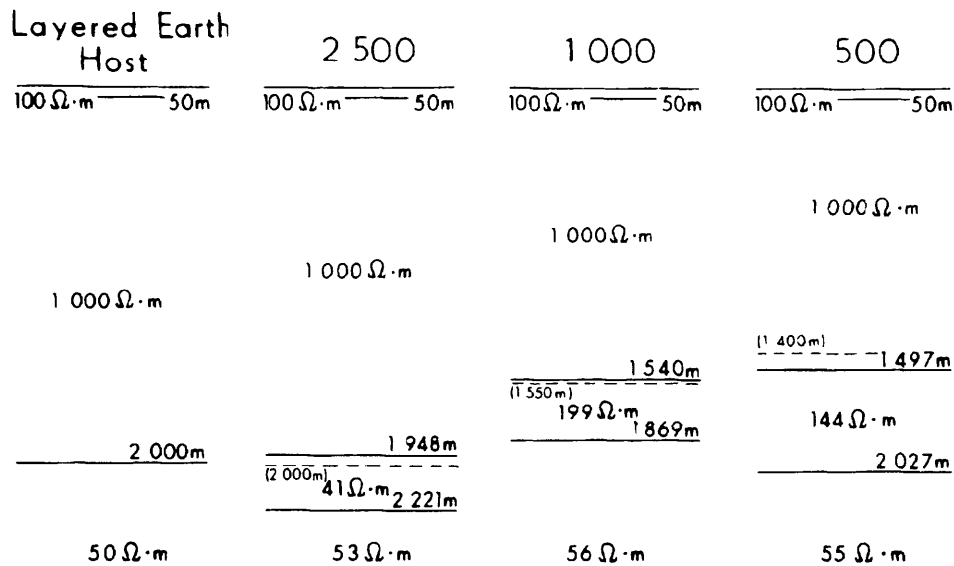 Layered Earth Host
100 Ω·m 50m
1 000 Ω·m
2 000m
50 Ω·m
2 500
100 Ω·m 50m
1 000 Ω·m
1 948m
(2 000m)
41 Ω·m
2 221m
53 Ω·m
1 000
100 Ω·m 50m
1 000 Ω·m
1 540m
(1 550m)
199 Ω·m
1 869m
56 Ω·m
500
100 Ω·m 50m
1 000 Ω·m
(1 400m)
1 497m
144 Ω·m
2 027m
55 Ω·m